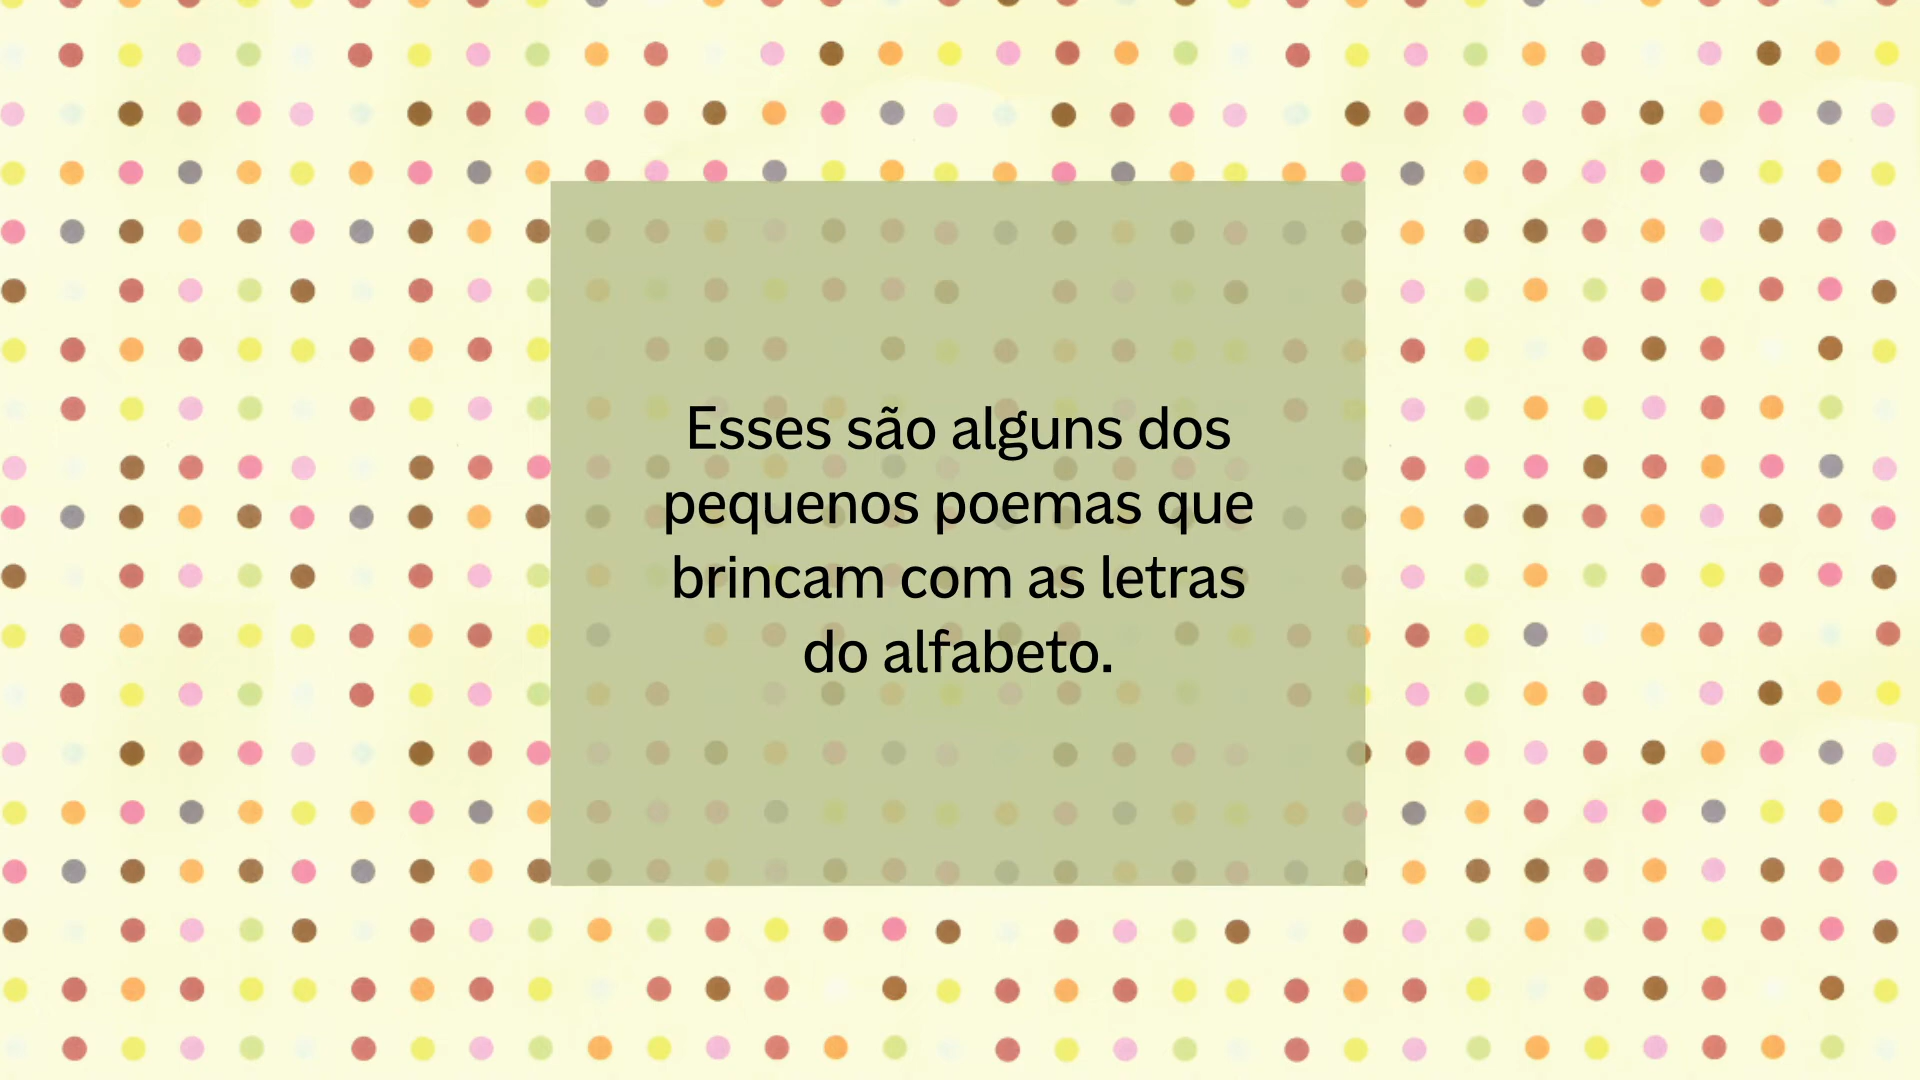 Esses são alguns dos
pequenos poemas que
brincam com as letras
do alfabeto.